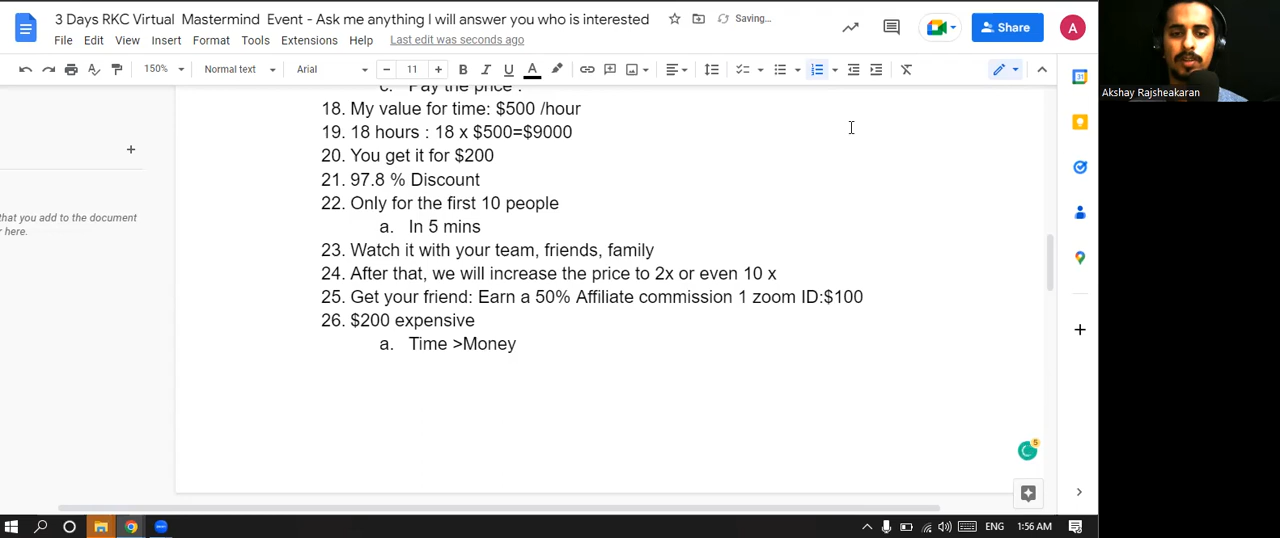 3 Days RKC Virtual Mastermind Event - Ask me anything I will answer you who is interested
Saving...
File Edit View Insert Format Tools Extensions Help Last edit was seconds ago
Share
A
150% Normal text Arial 11
c. Pay the price :
18. My value for time: $500 /hour
19. 18 hours : 18 x $500=$9000
20. You get it for $200
21. 97.8 % Discount
22. Only for the first 10 people
a. In 5 mins
23. Watch it with your team, friends, family
24. After that, we will increase the price to 2x or even 10 x
25. Get your friend: Earn a 50% Affiliate commission 1 zoom ID:$100
26. $200 expensive
a. Time >Money
that you add to the document
r here.
Akshay Rajsheakaran
31
5
ENG 1:56 AM